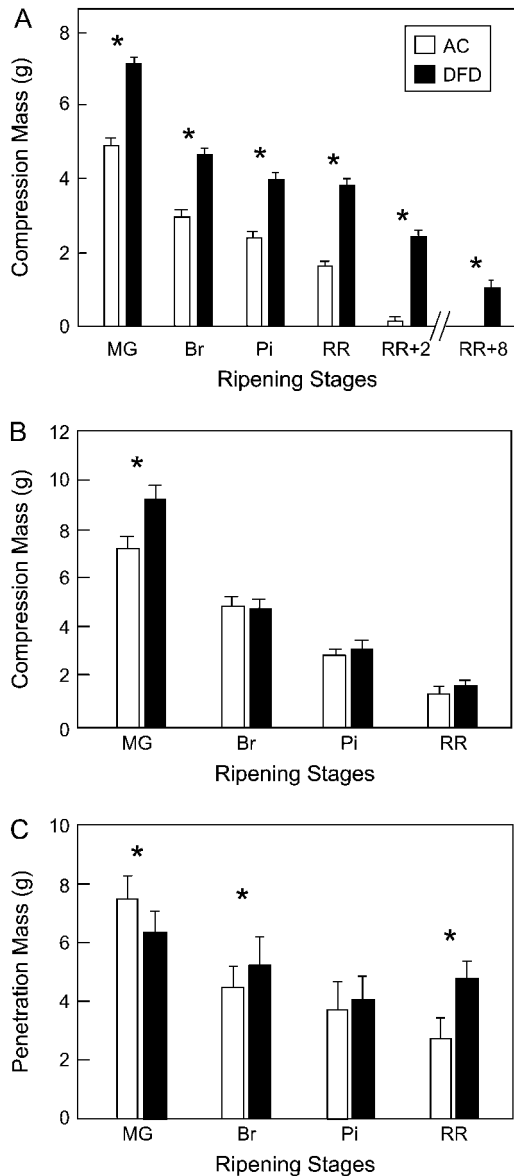 A
Compression Mass (g)
8
6
4
2
0
AC
DFD
*
*
*
*
*
*
MG Br Pi RR RR+2 // RR+8
Ripening Stages
B
Compression Mass (g)
12
10
8
6
4
2
0
*
MG Br Pi RR
Ripening Stages
C
Penetration Mass (g)
10
8
6
4
2
0
*
*
*
MG Br Pi RR
Ripening Stages